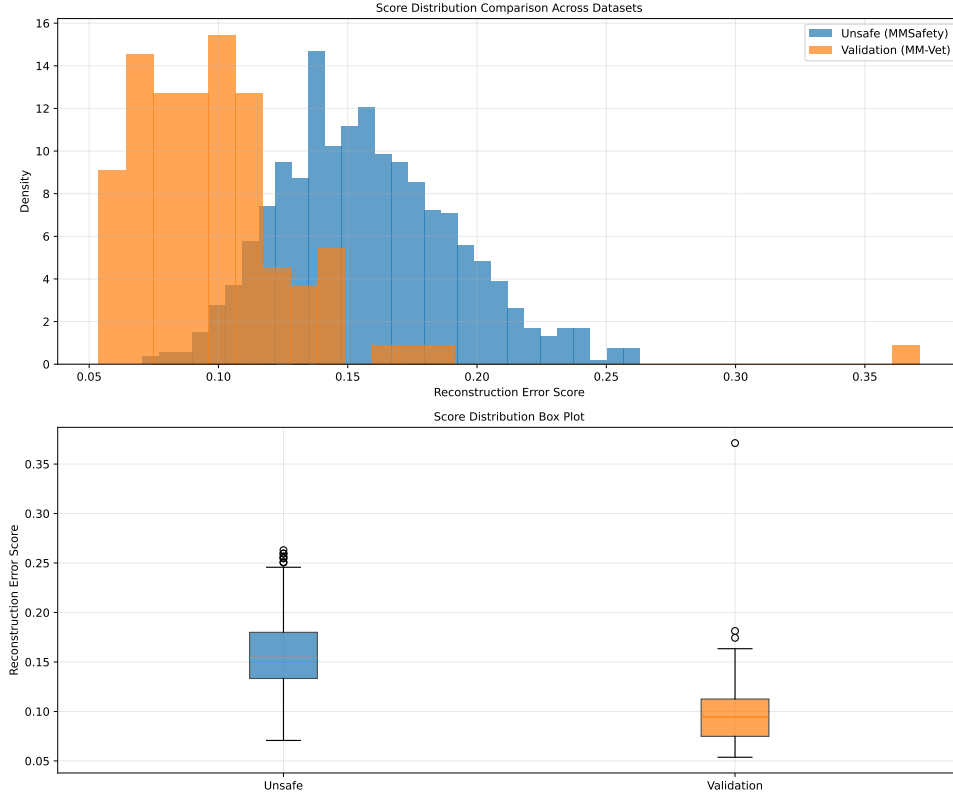 Score Distribution Comparison Across Datasets
16
14
12
10
8
6
4
2
0
Density
Unsafe (MMSafety)
Validation (MM-Vet)
0.05 0.10 0.15 0.20 0.25 0.30 0.35
Reconstruction Error Score
Score Distribution Box Plot
0.35
0.30
0.25
0.20
0.15
0.10
0.05
Reconstruction Error Score
Unsafe Validation